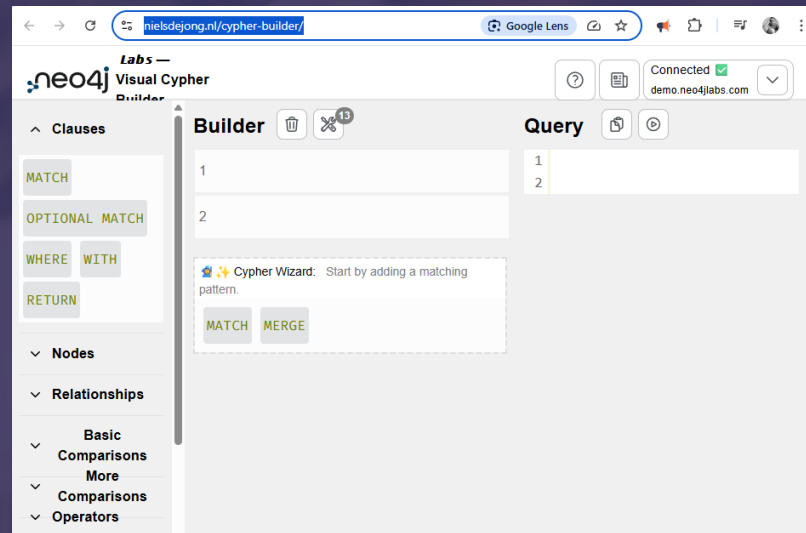 nielsdejong.nl/cypher-builder/
Google Lens
neo4j
Labs —
Visual Cypher
Builder
Connected ✅
demo.neo4jlabs.com
Clauses
MATCH
OPTIONAL MATCH
WHERE WITH
RETURN
Nodes
Relationships
Basic
Comparisons
More
Comparisons
Operators
Builder 13
1
2
🧙✨ Cypher Wizard: Start by adding a matching
pattern.
MATCH MERGE
Query
1
2